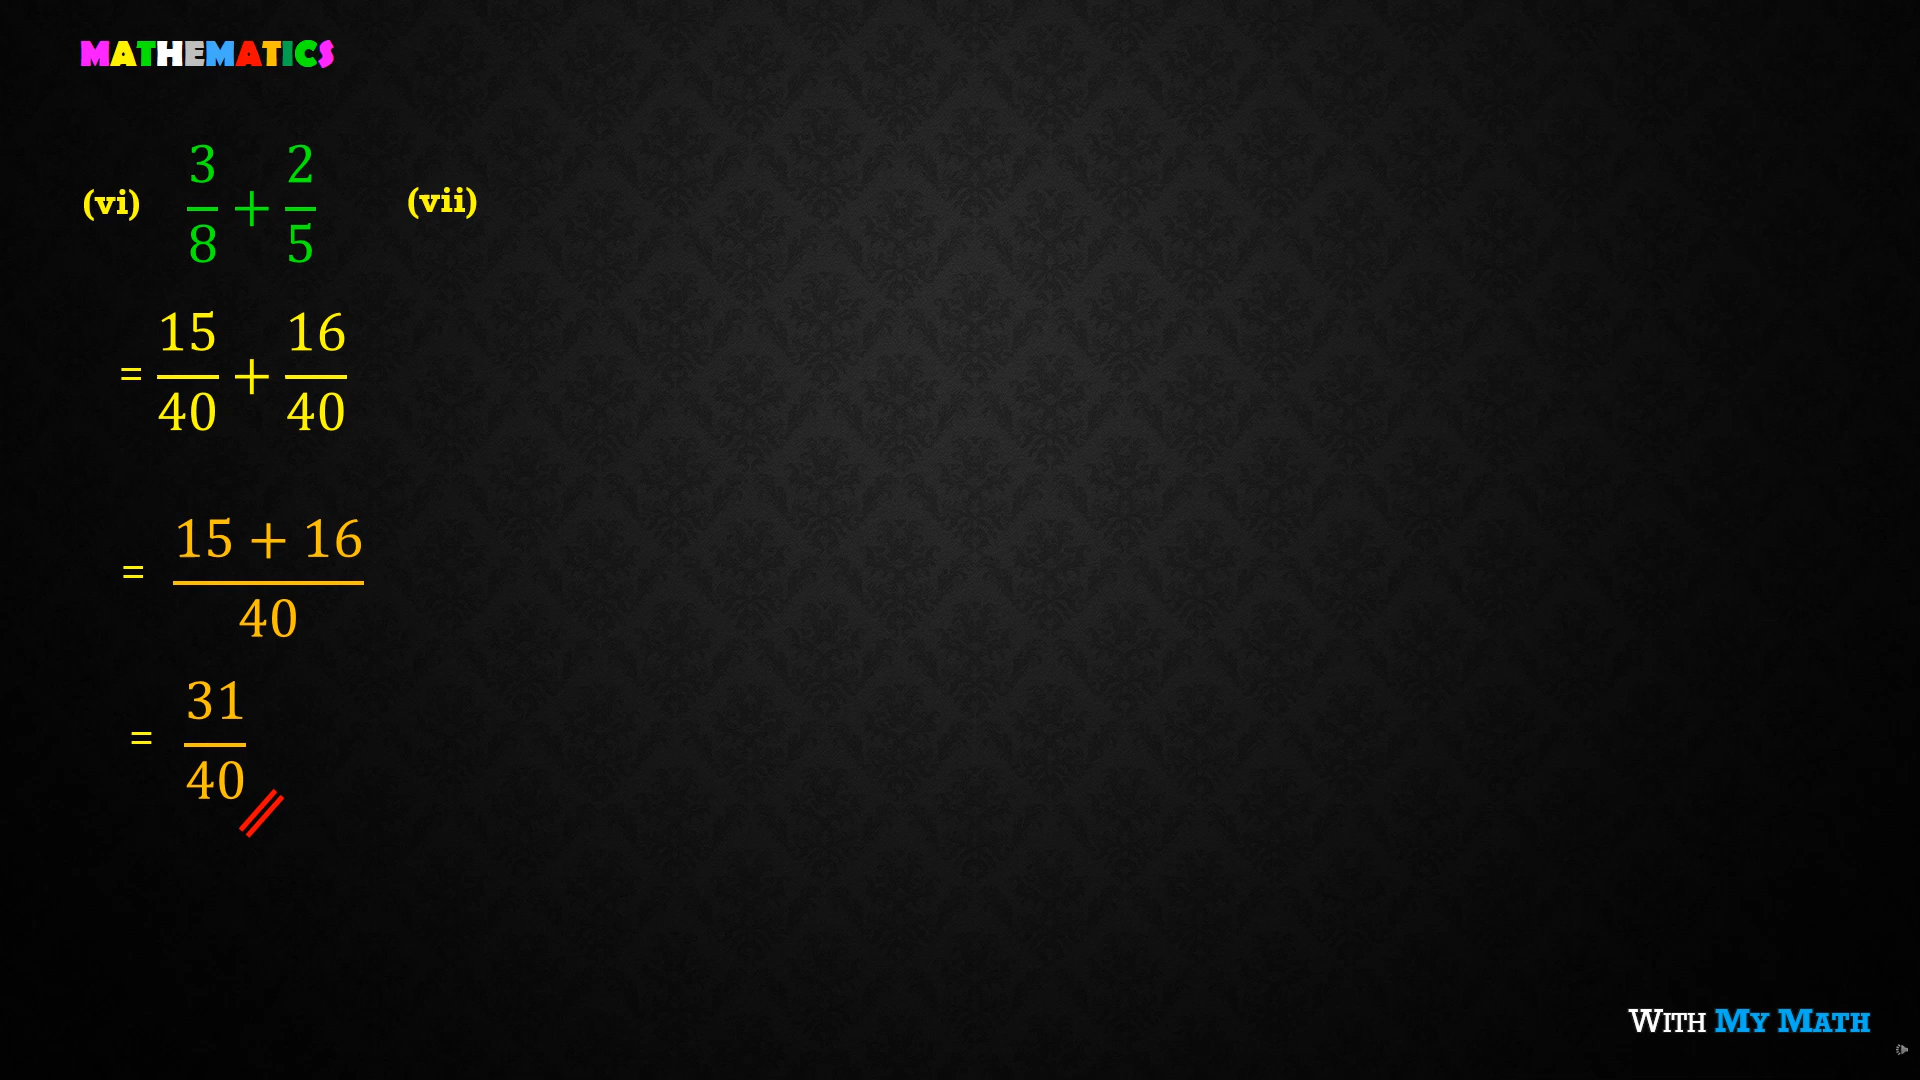 MATHEMATICS
(vi) 3/8 + 2/5 (vii)
= 15/40 + 16/40
= 15 + 16/40
= 31/40
WITH MY MATH